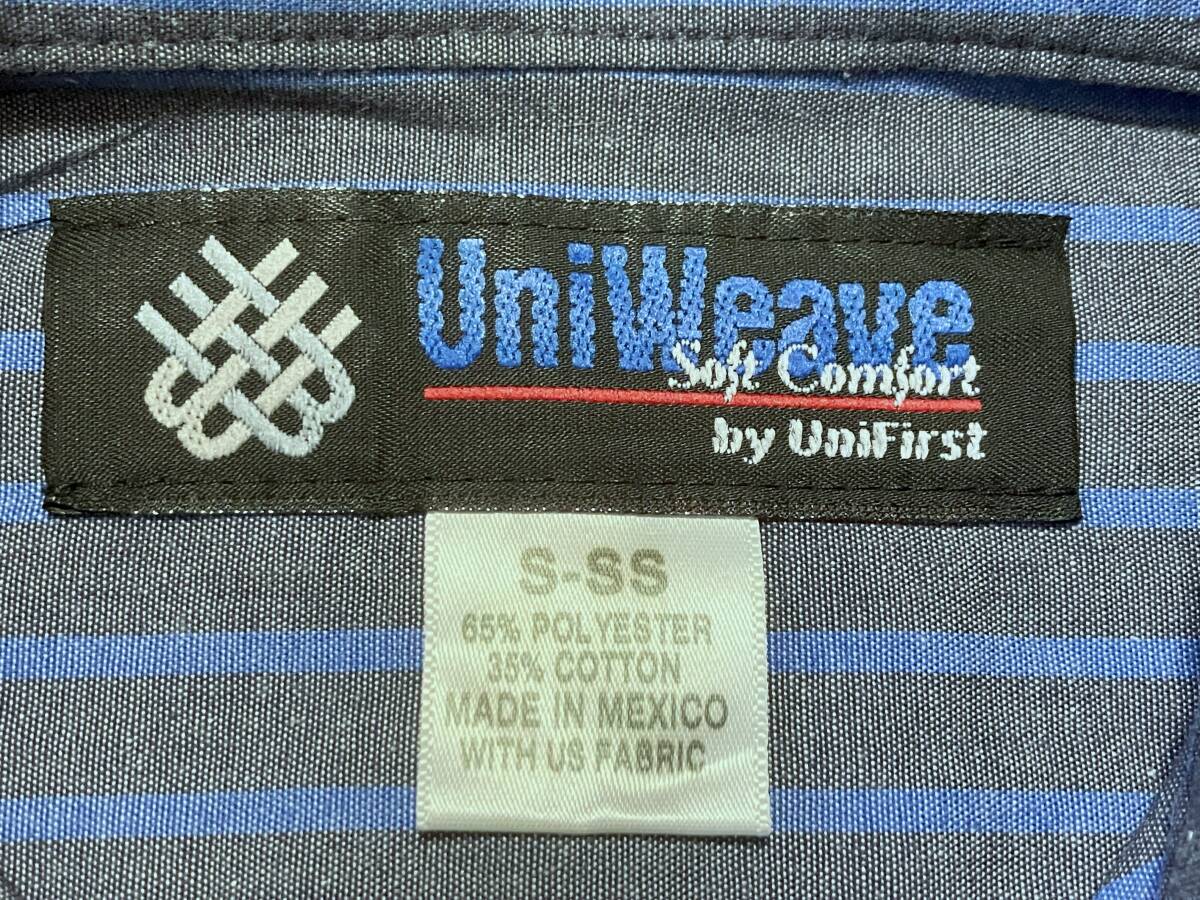 UniWeave
Soft Comfort
by UniFirst
S-SS
65% POLYESTER
35% COTTON
MADE IN MEXICO
WITH US FABRIC